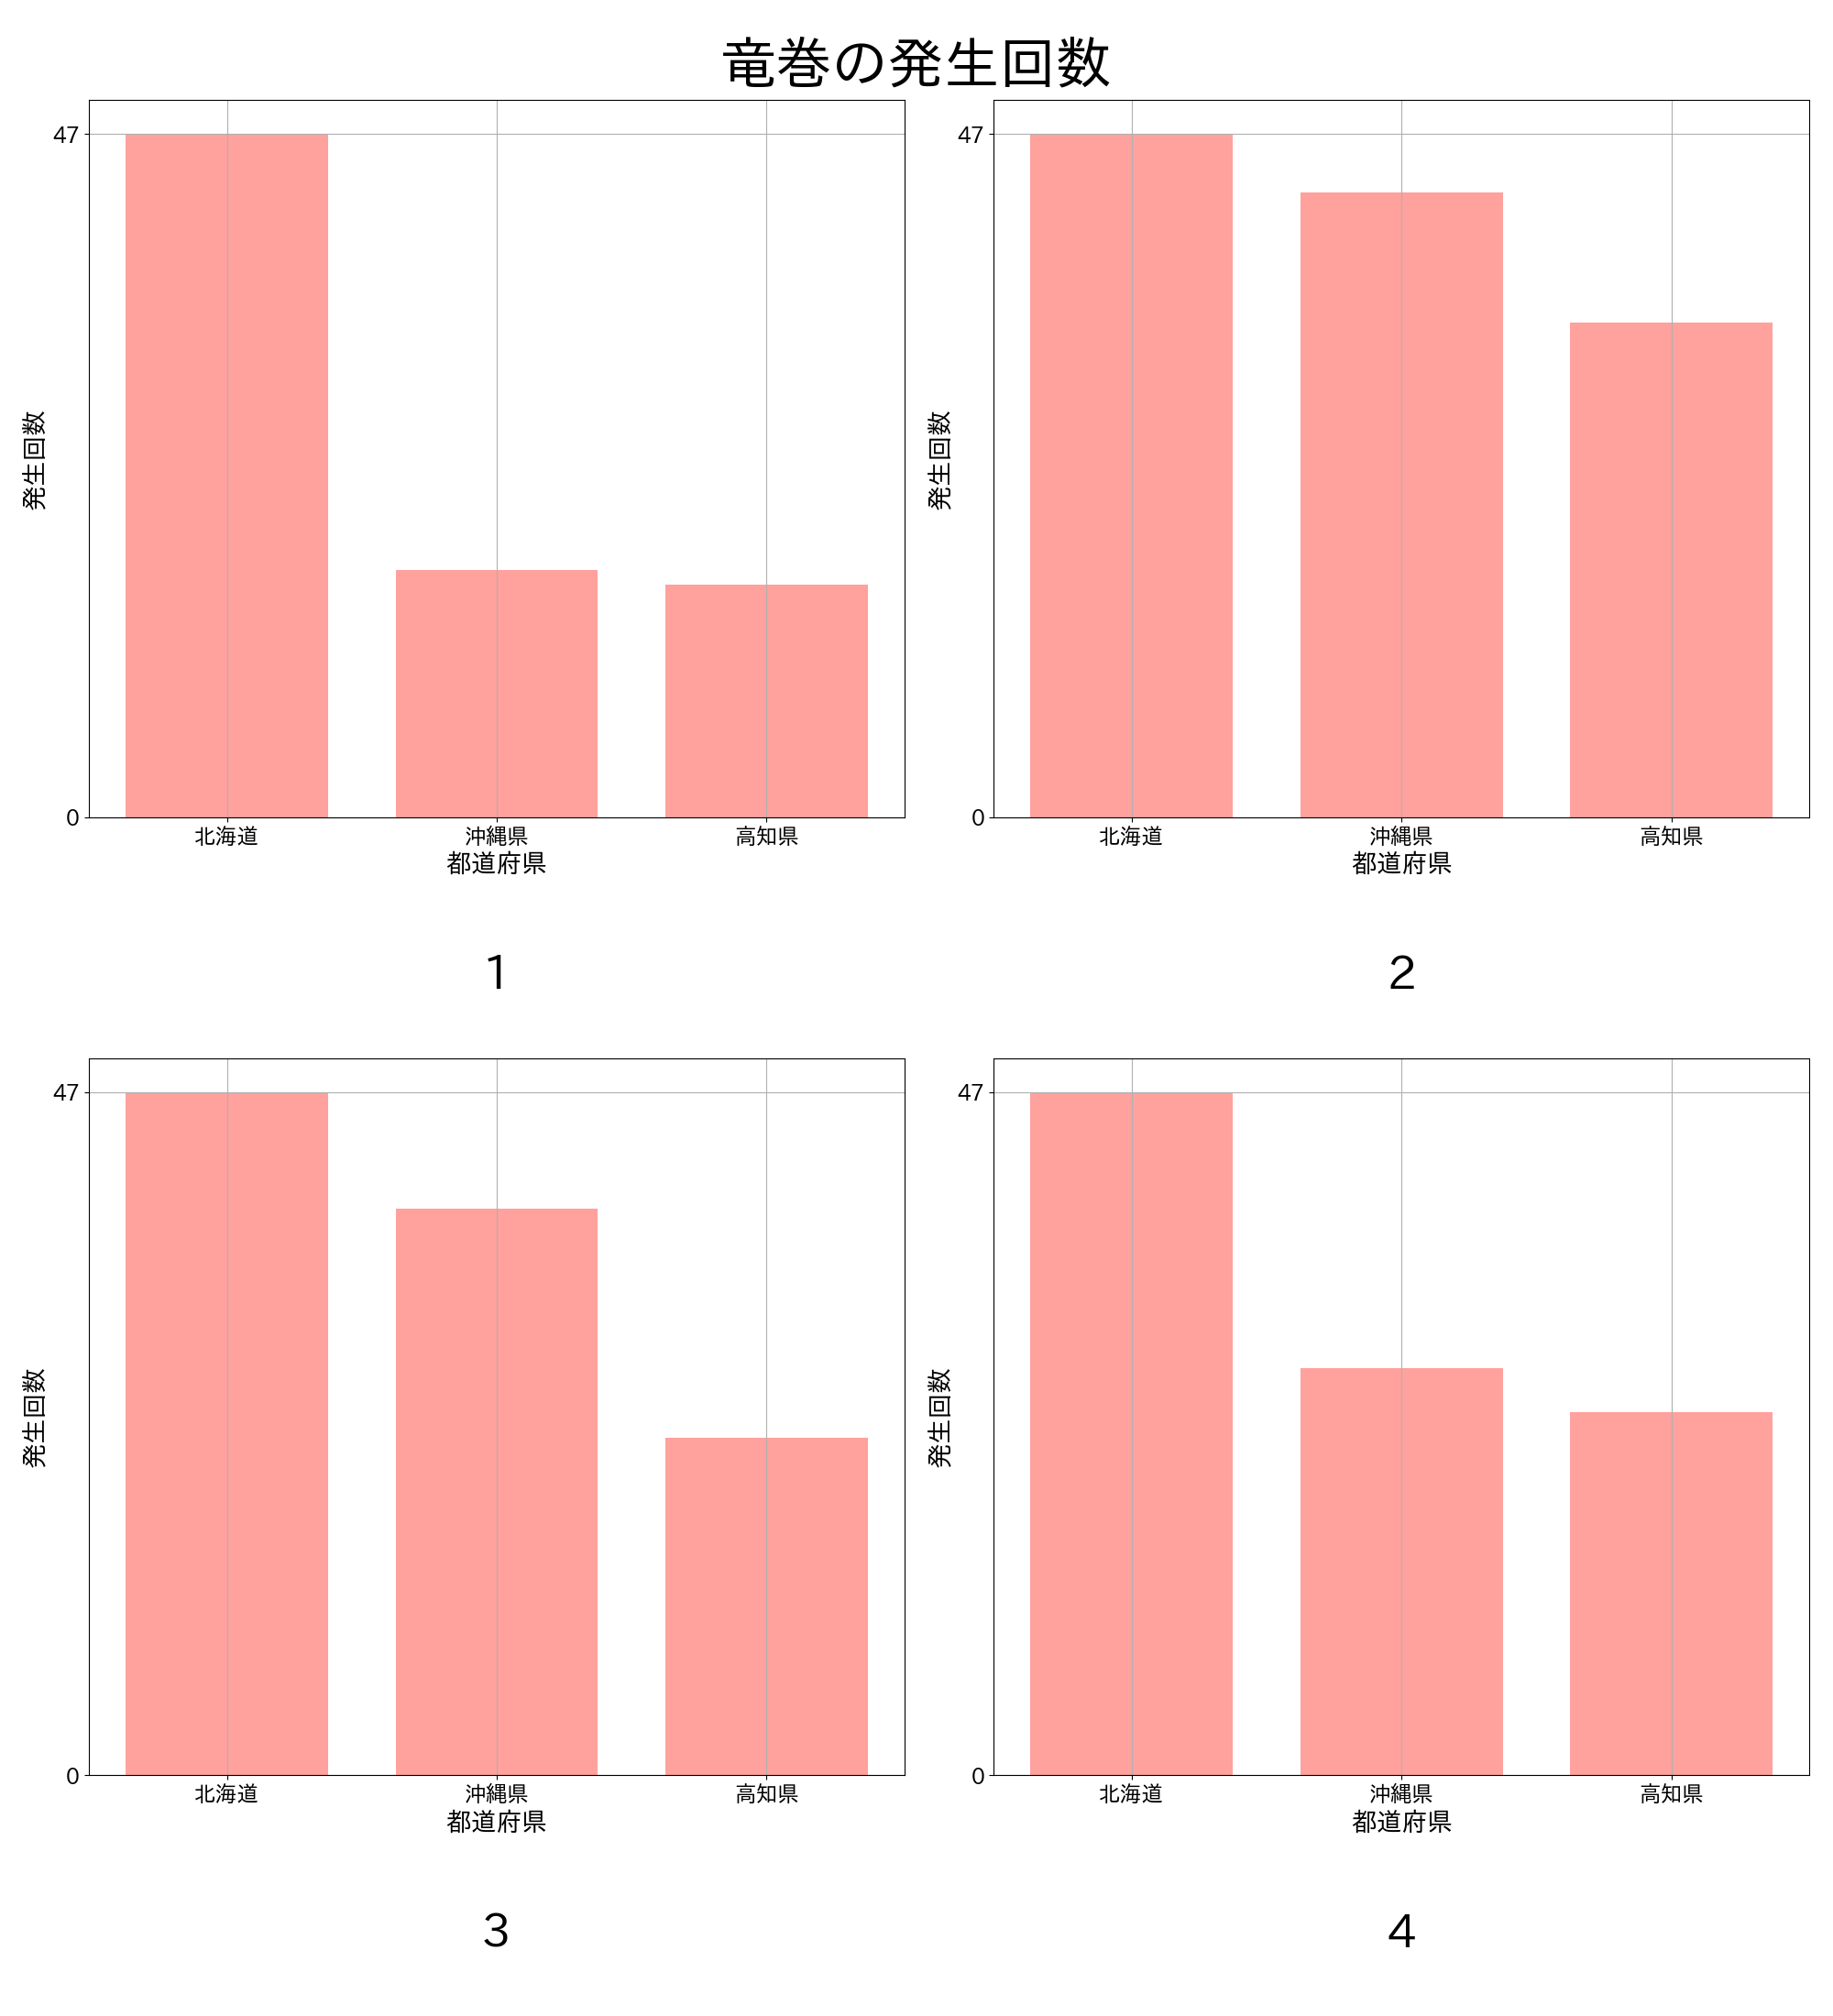 竜巻の発生回数
47
発生回数
0
北海道 沖縄県 高知県
都道府県
1
47
発生回数
0
北海道 沖縄県 高知県
都道府県
2
47
発生回数
0
北海道 沖縄県 高知県
都道府県
3
47
発生回数
0
北海道 沖縄県 高知県
都道府県
4